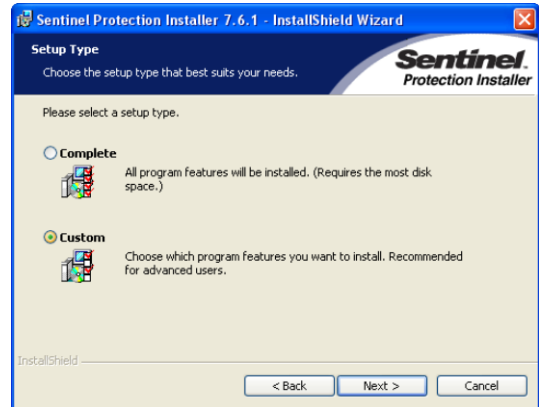 Sentinel Protection Installer 7.6.1 - InstallShield Wizard
Setup Type
Choose the setup type that best suits your needs.
Sentinel.
Protection Installer
Please select a setup type.
Complete
All program features will be installed. (Requires the most disk
space.)
Custom
Choose which program features you want to install. Recommended
for advanced users.
InstallShield
< Back
Next >
Cancel